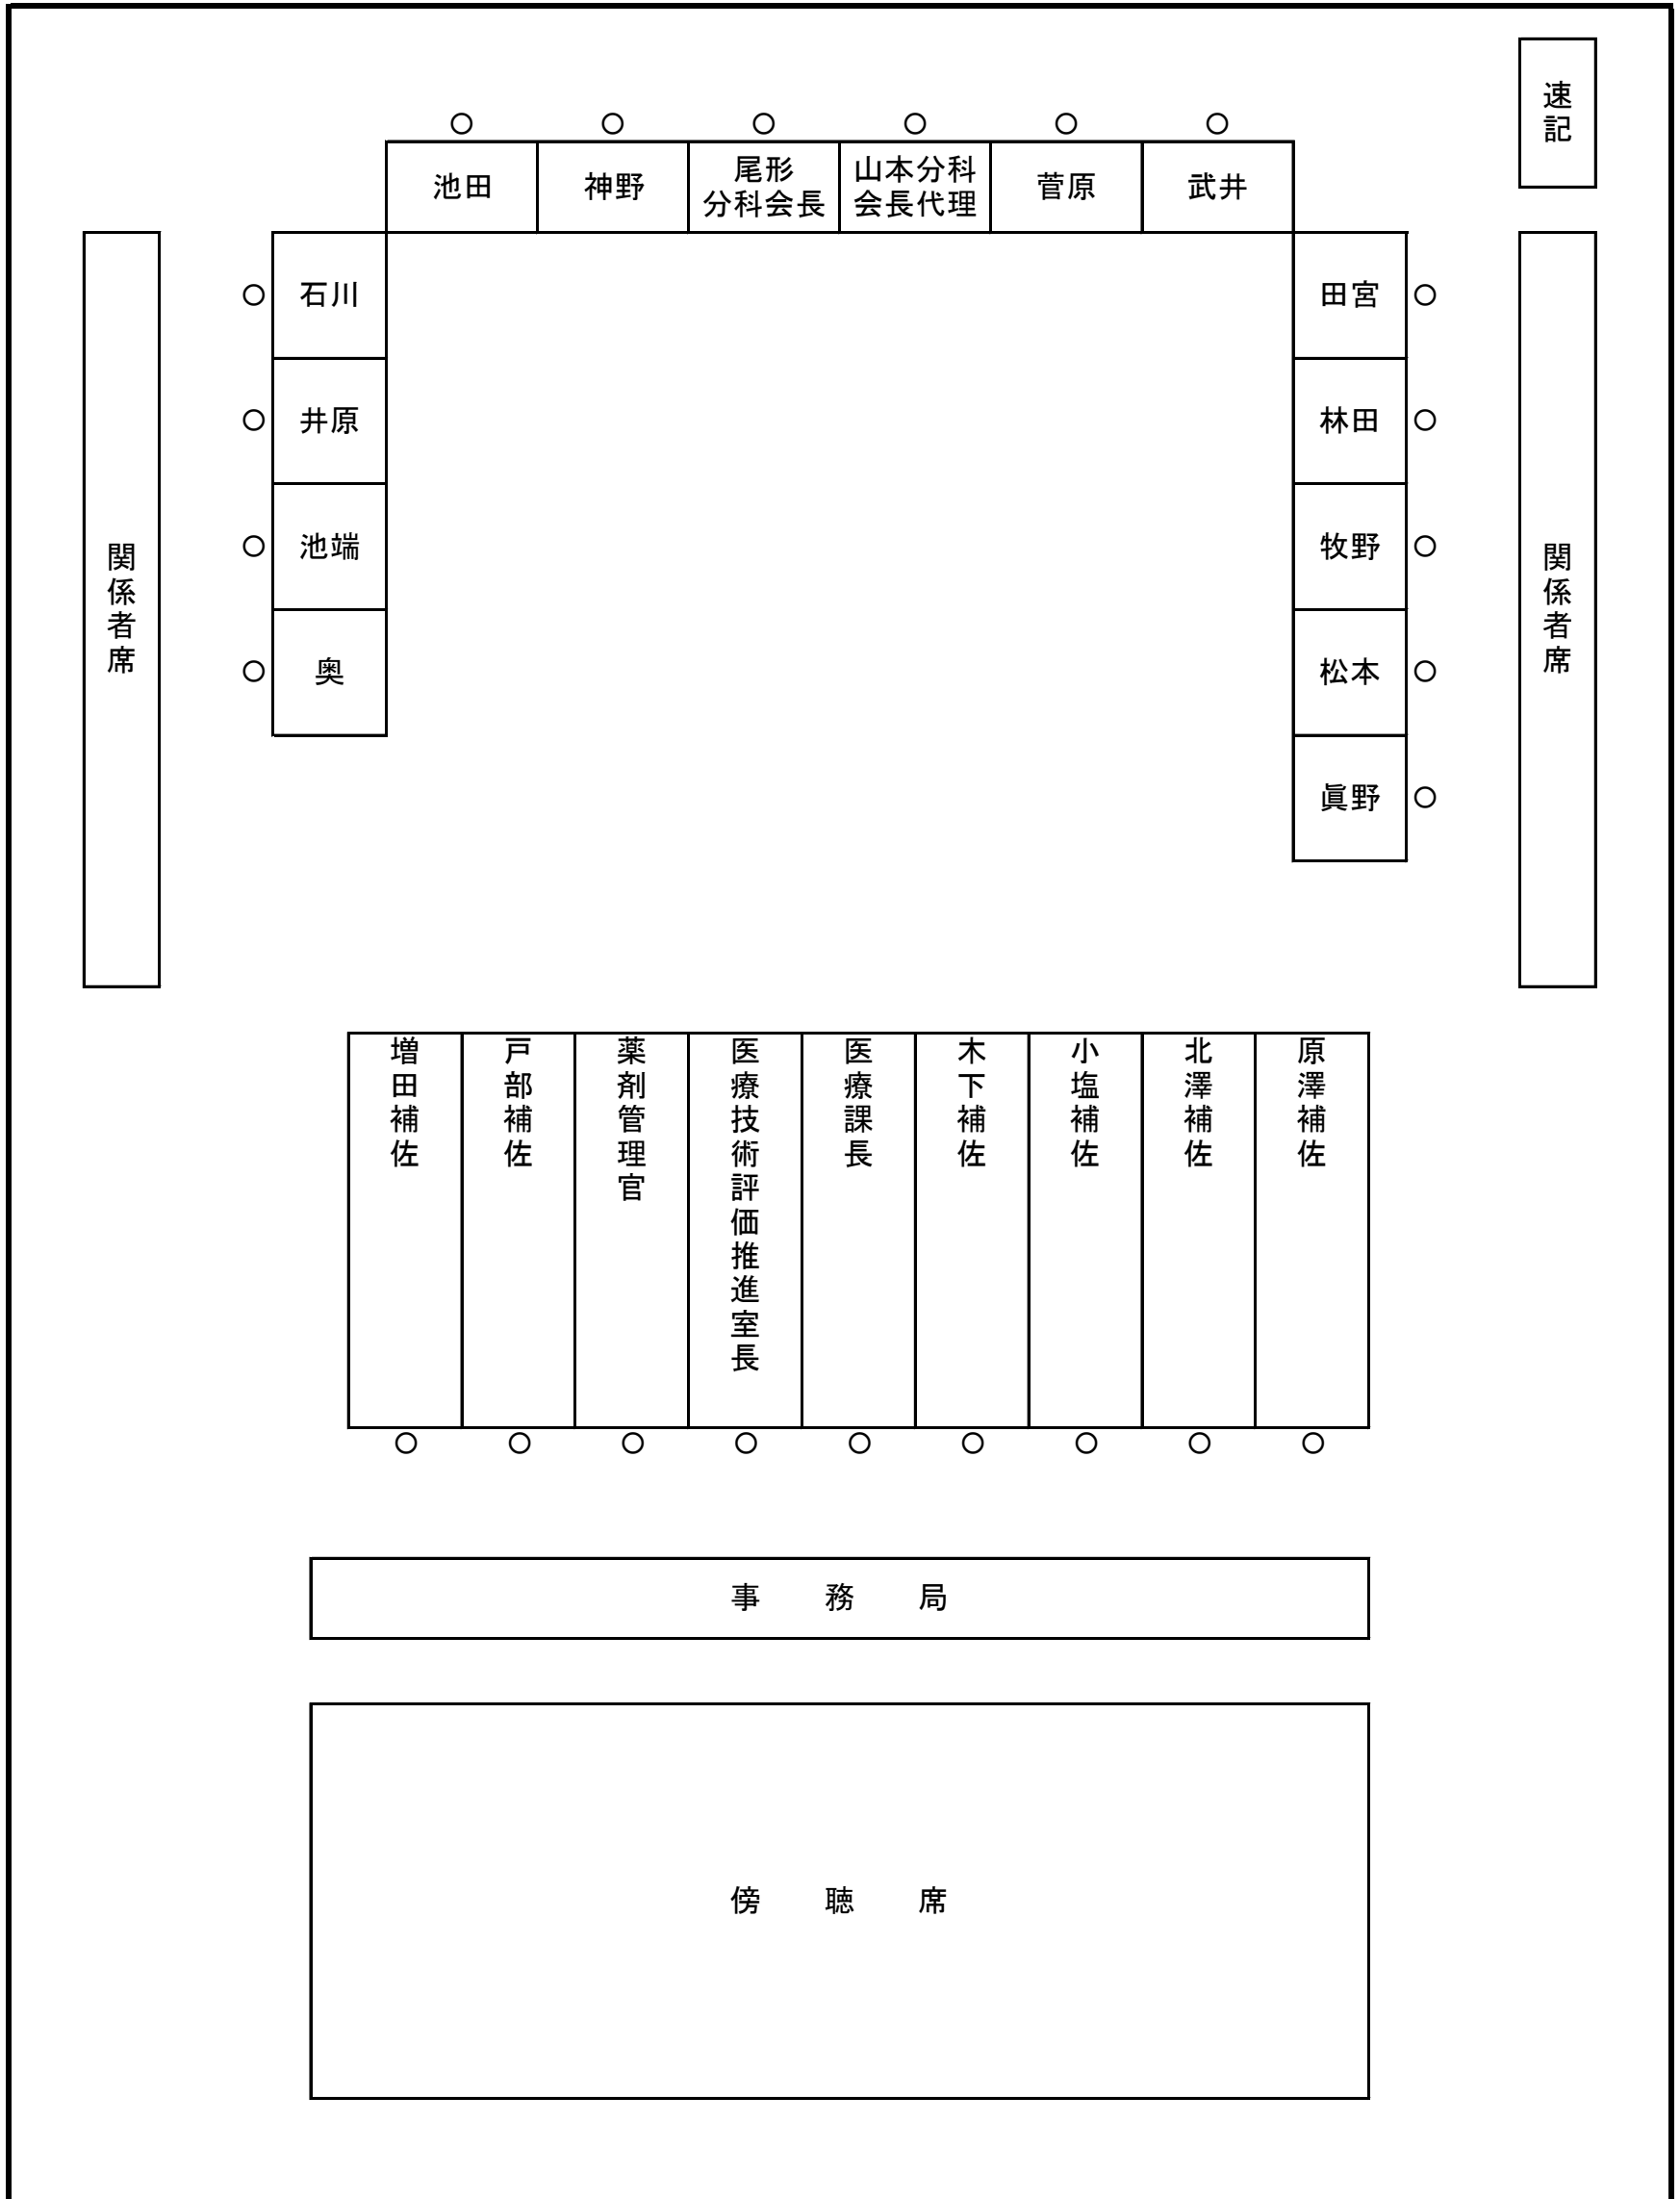 速記
池田
神野
尾形
分科会長
山本分科
会長代理
菅原
武井
石川
井原
池端
奥
田宮
林田
牧野
松本
眞野
関係者席
関係者席
増田補佐
戸部補佐
薬剤管理官
医療技術評価推進室長
医療課長
木下補佐
小塩補佐
北澤補佐
原澤補佐
事　務　局
傍　聴　席